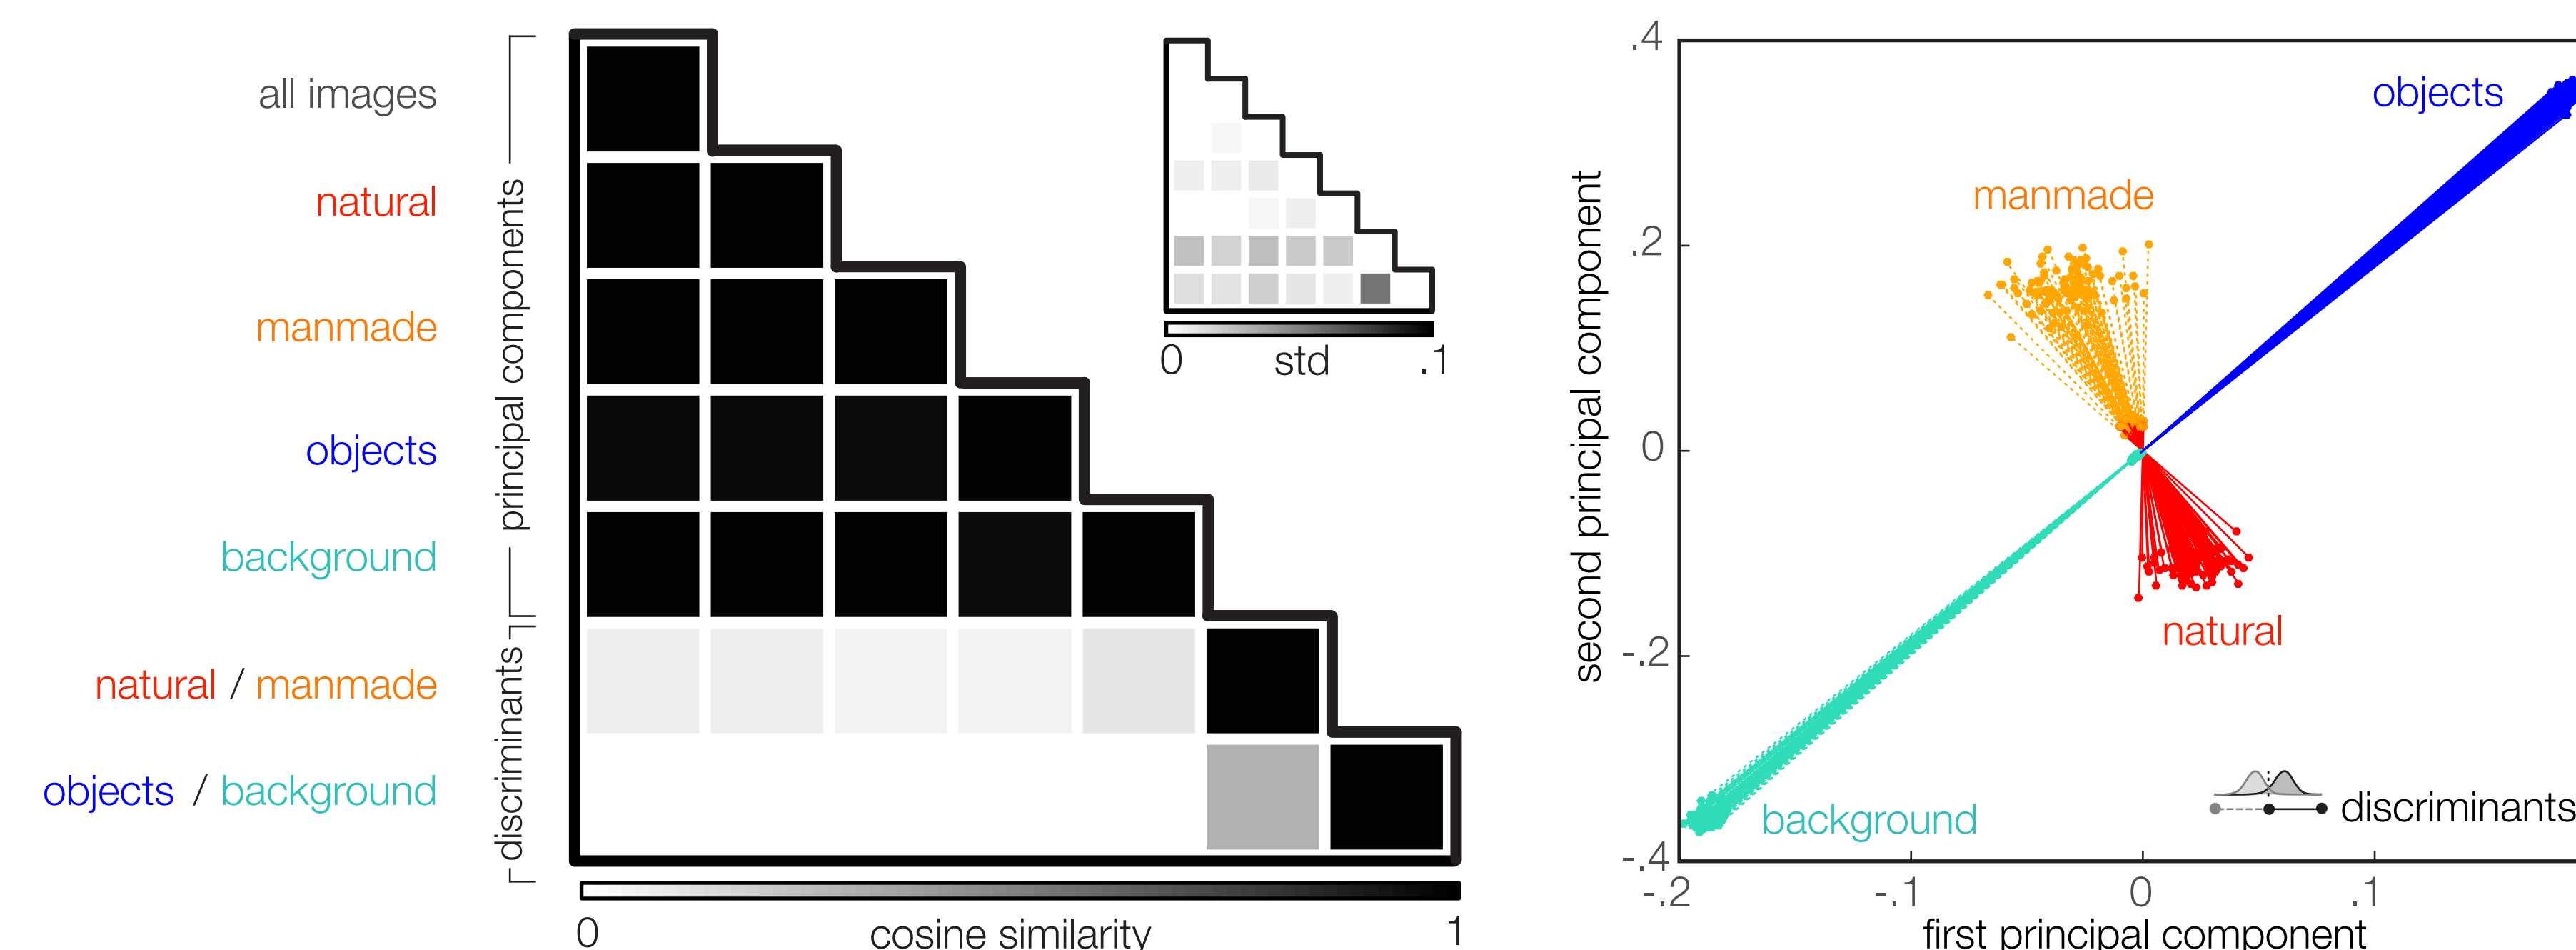 all images
natural
manmade
objects
background
natural / manmade
objects / background
principal components
discriminants
0 cosine similarity 1
0 std .1
.4
.2
0
-.2
-.4
second principal component
objects
manmade
natural
background
discriminants
-.2 -.1 0 .1
first principal component